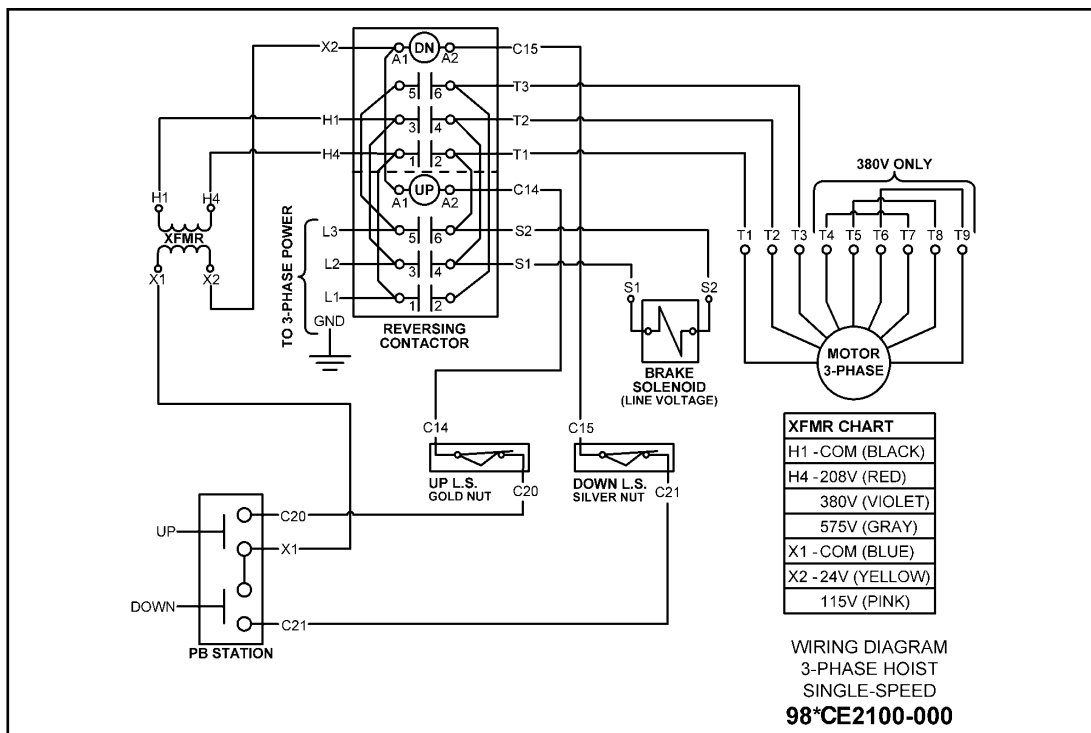 X2 A1 DN A2 C15
5 6 T3
H1 3 4 T2
H4 1 2 T1
A1 UP A2 C14
L3 5 6 S2
L2 3 4 S1
L1 1 2
GND
TO 3-PHASE POWER
REVERSING
CONTACTOR
H1 H4
XFMR
X1 X2
380V ONLY
T1 T2 T3 T4 T5 T6 T7 T8 T9
MOTOR
3-PHASE
S1 S2
BRAKE
SOLENOID
(LINE VOLTAGE)
C14
UP L.S.
GOLD NUT
C20
C15
DOWN L.S.
SILVER NUT
C21
UP
C20
X1
DOWN
C21
PB STATION
XFMR CHART
H1 - COM (BLACK)
H4 - 208V (RED)
380V (VIOLET)
575V (GRAY)
X1 - COM (BLUE)
X2 - 24V (YELLOW)
115V (PINK)
WIRING DIAGRAM
3-PHASE HOIST
SINGLE-SPEED
98*CE2100-000